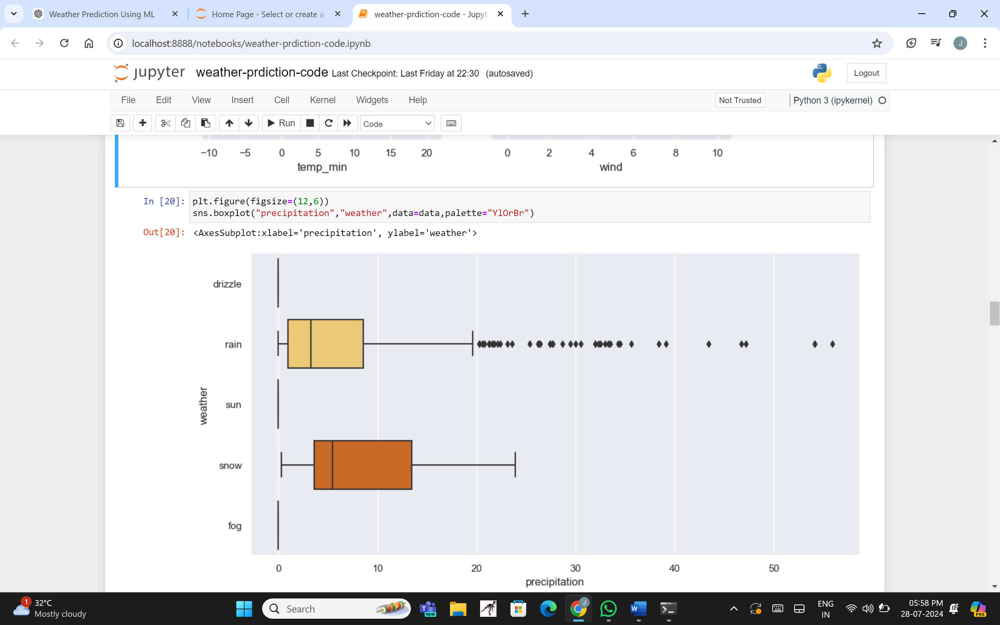 Weather Prediction Using ML
Home Page - Select or create a
weather-prdiction-code - Jupyt
localhost:8888/notebooks/weather-prdiction-code.ipynb
J
jupyter weather-prdiction-code Last Checkpoint: Last Friday at 22:30 (autosaved)
Logout
File Edit View Insert Cell Kernel Widgets Help
Not Trusted
Python 3 (ipykernel)
Run
Code
−10 −5 0 5 10 15 20
temp_min
0 2 4 6 8 10
wind
In [20]: plt.figure(figsize=(12,6))
sns.boxplot("precipitation","weather",data=data,palette="YlOrBr")
Out[20]: <AxesSubplot:xlabel='precipitation', ylabel='weather'>
drizzle
rain
weather
sun
snow
fog
0 10 20 30 40 50
precipitation
1
32°C
Mostly cloudy
Search
T
NEW
J
W
ENG
IN
05:58 PM
28-07-2024
PRE